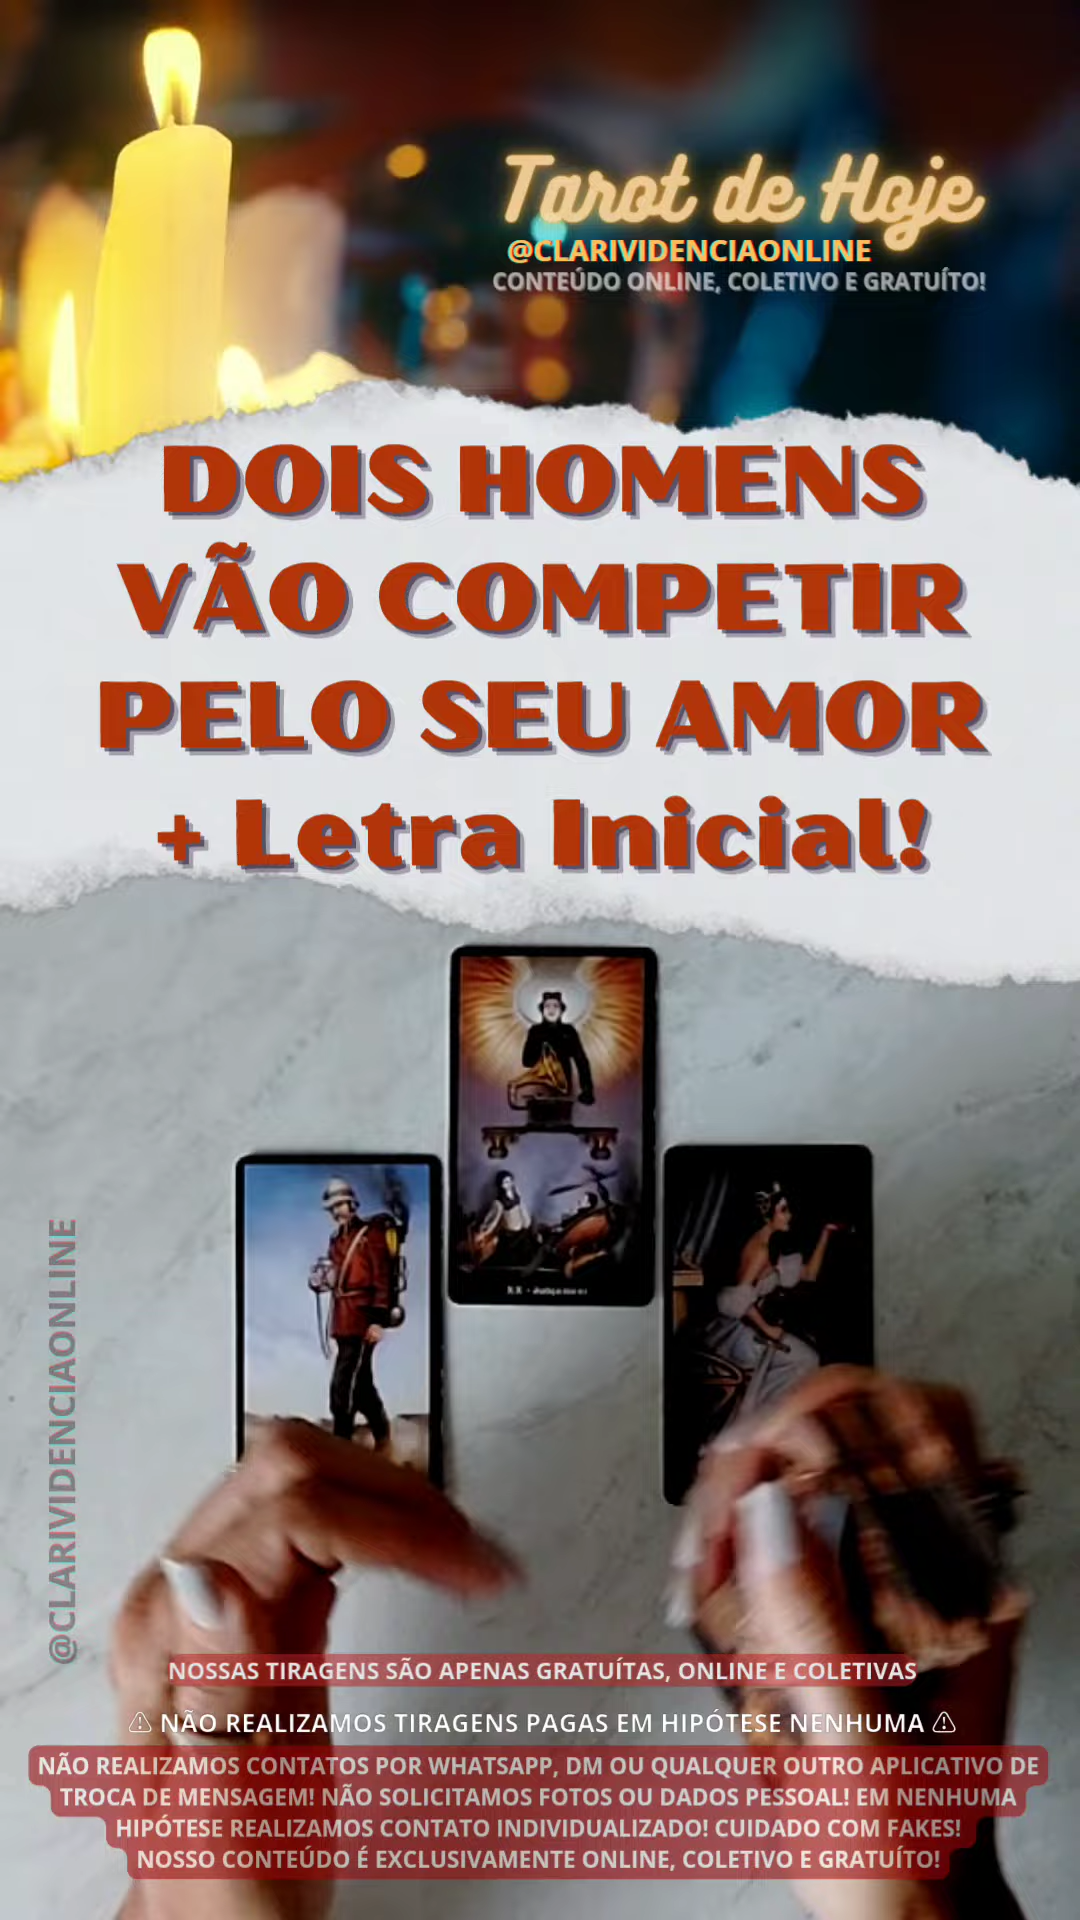 Tarot de Hoje
@CLARIVIDENCIAONLINE
CONTEÚDO ONLINE, COLETIVO E GRATUÍTO!
DOIS HOMENS
VÃO COMPETIR
PELO SEU AMOR
+ Letra Inicial!
@CLARIVIDENCIAONLINE
NOSSAS TIRAGENS SÃO APENAS GRATUÍTAS, ONLINE E COLETIVAS
⚠ NÃO REALIZAMOS TIRAGENS PAGAS EM HIPÓTESE NENHUMA ⚠
NÃO REALIZAMOS CONTATOS POR WHATSAPP, DM OU QUALQUER OUTRO APLICATIVO DE
TROCA DE MENSAGEM! NÃO SOLICITAMOS FOTOS OU DADOS PESSOAL! EM NENHUMA
HIPÓTESE REALIZAMOS CONTATO INDIVIDUALIZADO! CUIDADO COM FAKES!
NOSSO CONTEÚDO É EXCLUSIVAMENTE ONLINE, COLETIVO E GRATUÍTO!